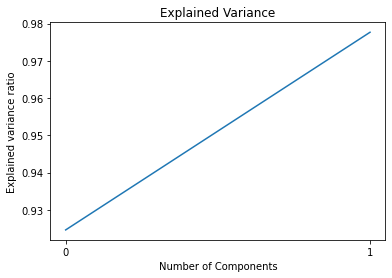 Explained Variance
0.98
0.97
0.96
0.95
0.94
0.93
Explained variance ratio
0
1
Number of Components